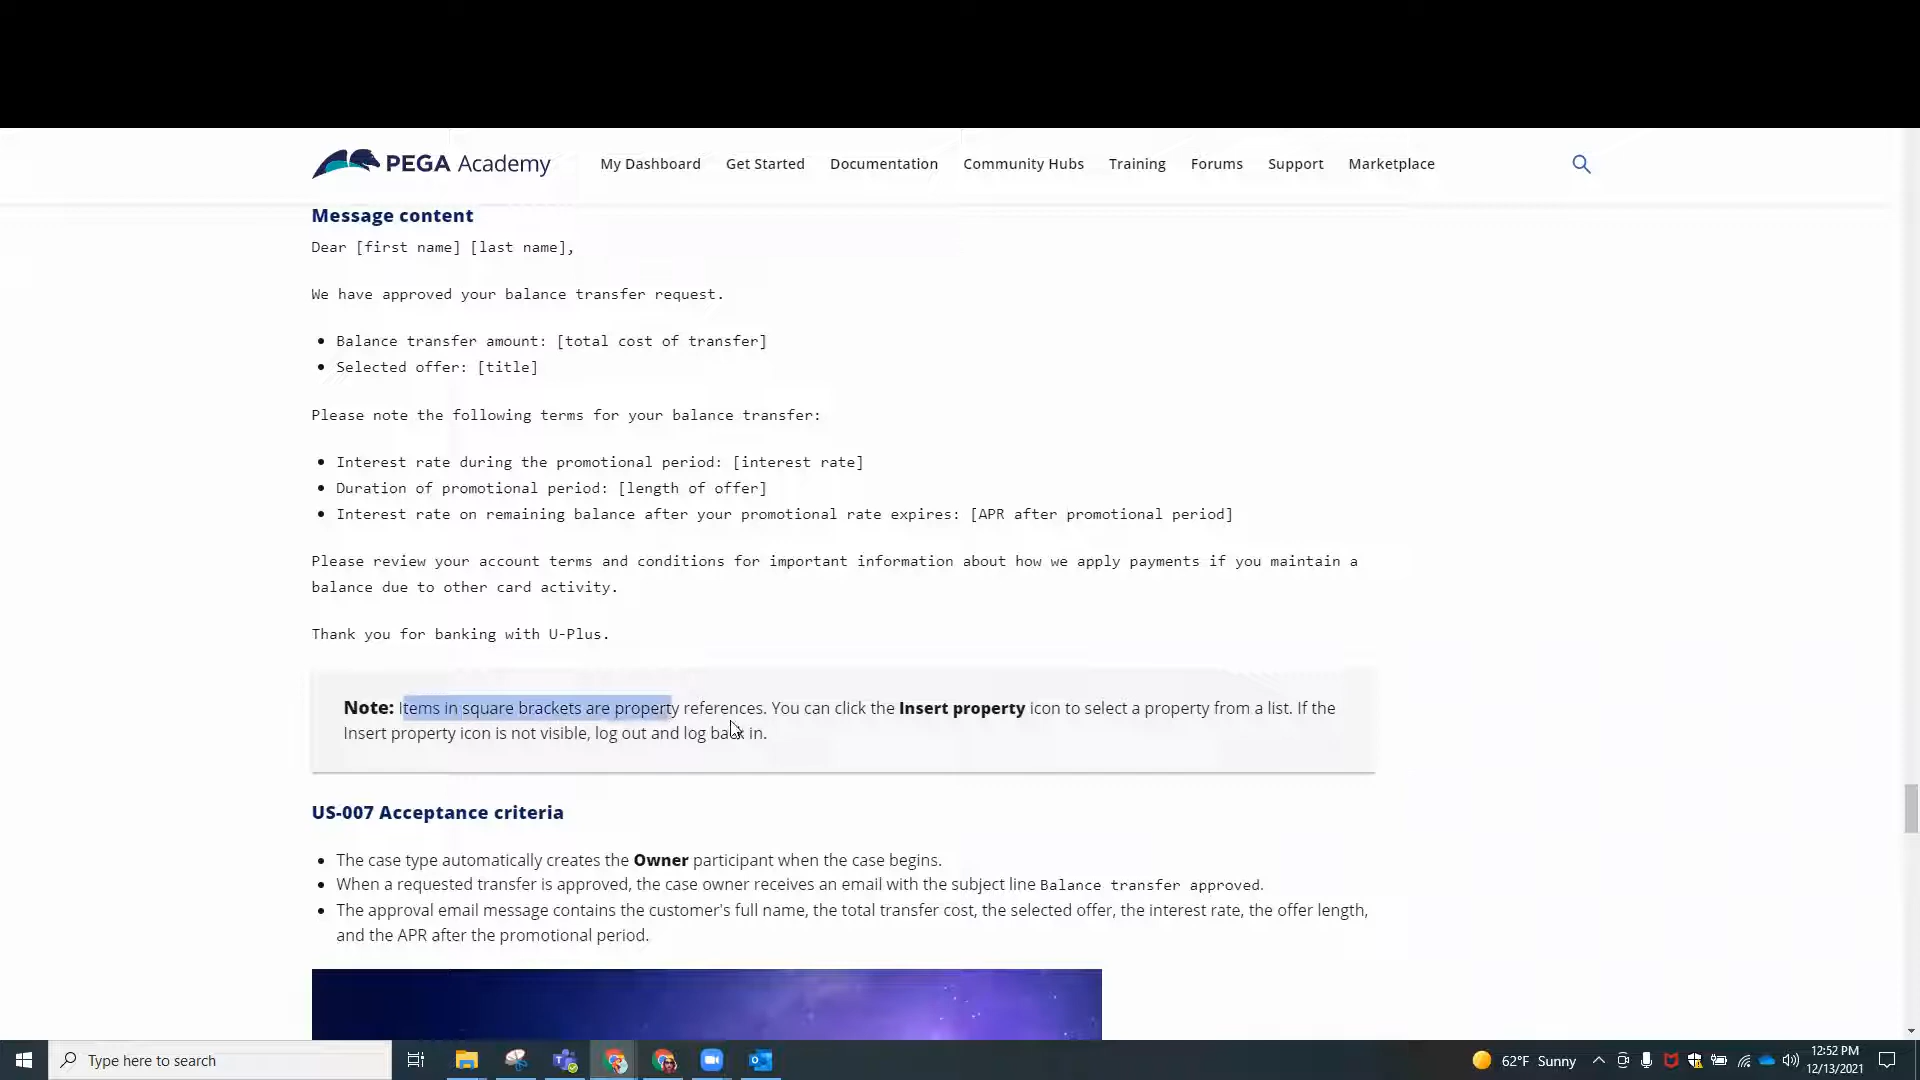 PEGA Academy
My Dashboard Get Started Documentation Community Hubs Training Forums Support Marketplace
Message content
Dear [first name] [last name],
We have approved your balance transfer request.
Balance transfer amount: [total cost of transfer]
Selected offer: [title]
Please note the following terms for your balance transfer:
Interest rate during the promotional period: [interest rate]
Duration of promotional period: [length of offer]
Interest rate on remaining balance after your promotional rate expires: [APR after promotional period]
Please review your account terms and conditions for important information about how we apply payments if you maintain a
balance due to other card activity.
Thank you for banking with U-Plus.
Note: Items in square brackets are property references. You can click the Insert property icon to select a property from a list. If the
Insert property icon is not visible, log out and log back in.
US-007 Acceptance criteria
The case type automatically creates the Owner participant when the case begins.
When a requested transfer is approved, the case owner receives an email with the subject line Balance transfer approved.
The approval email message contains the customer's full name, the total transfer cost, the selected offer, the interest rate, the offer length,
and the APR after the promotional period.
Type here to search
62°F Sunny
12:52 PM
12/13/2021